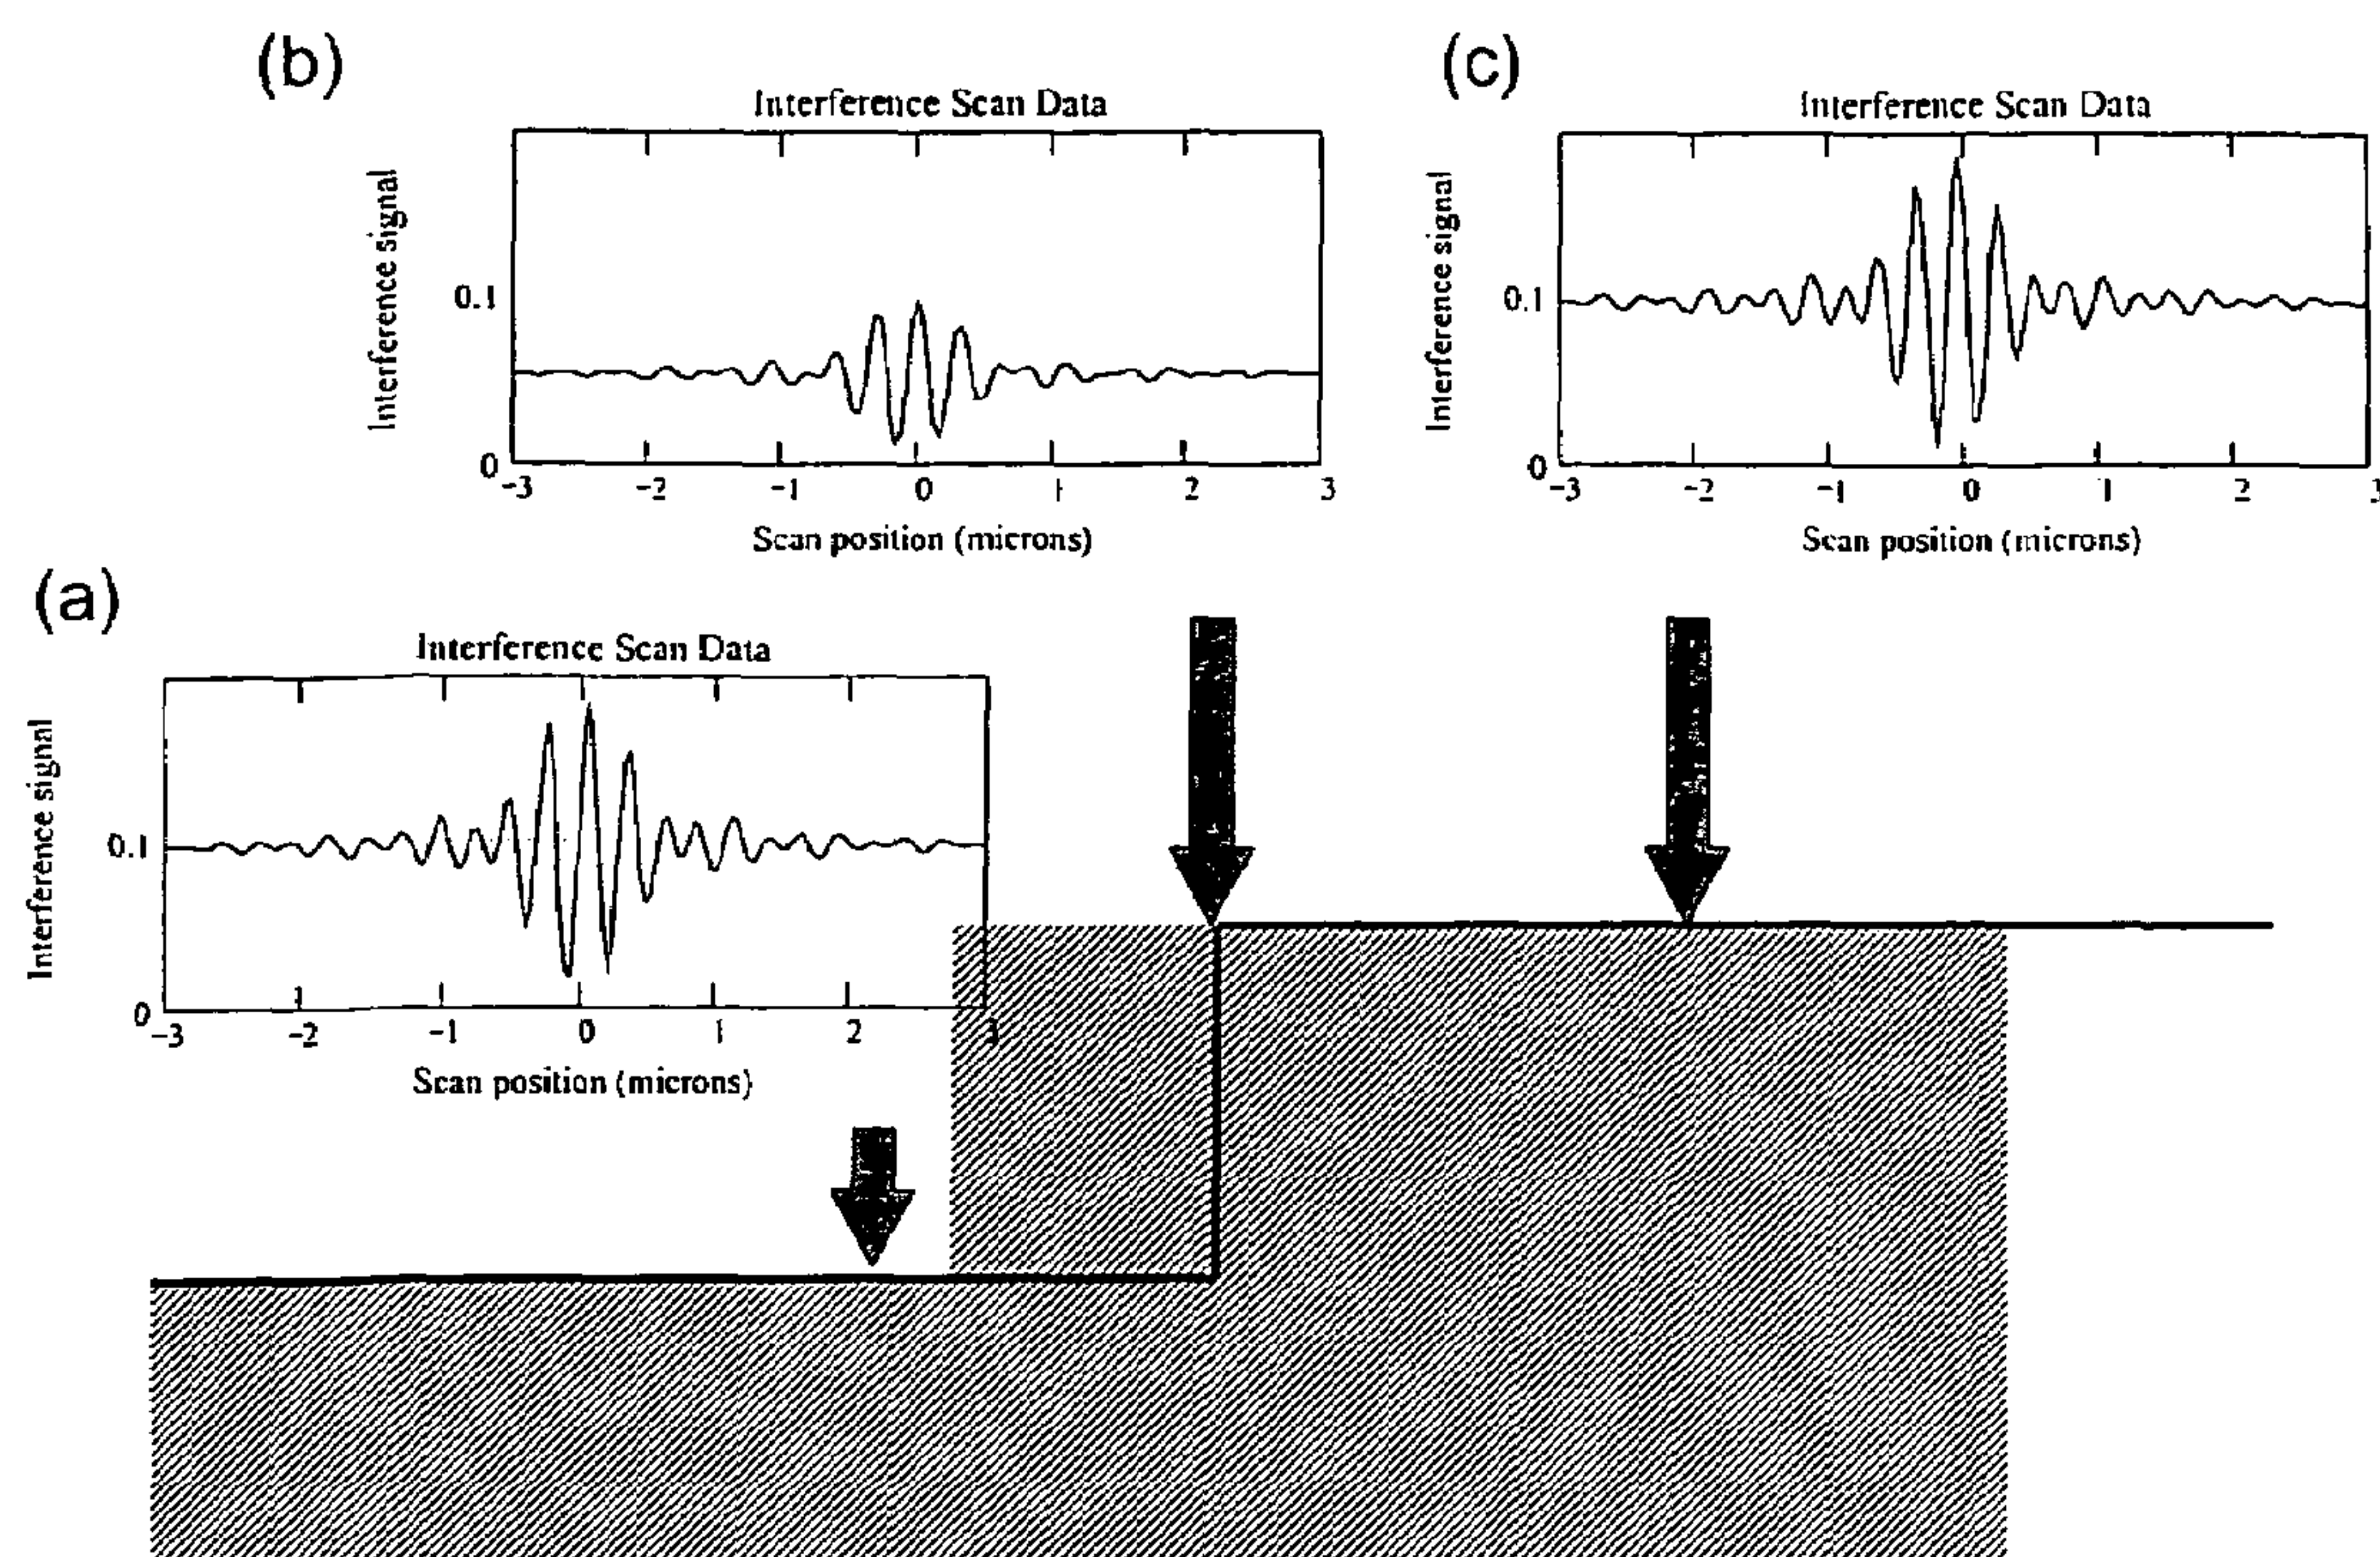 (b)
Interference Scan Data
Interference signal
0.1
0
-3 -2 -1 0 1 2 3
Scan position (microns)
(c)
Interference Scan Data
Interference signal
0.1
0
-3 -2 -1 0 1 2 3
Scan position (microns)
(a)
Interference Scan Data
Interference signal
0.1
0
-3 -2 -1 0 1 2 3
Scan position (microns)